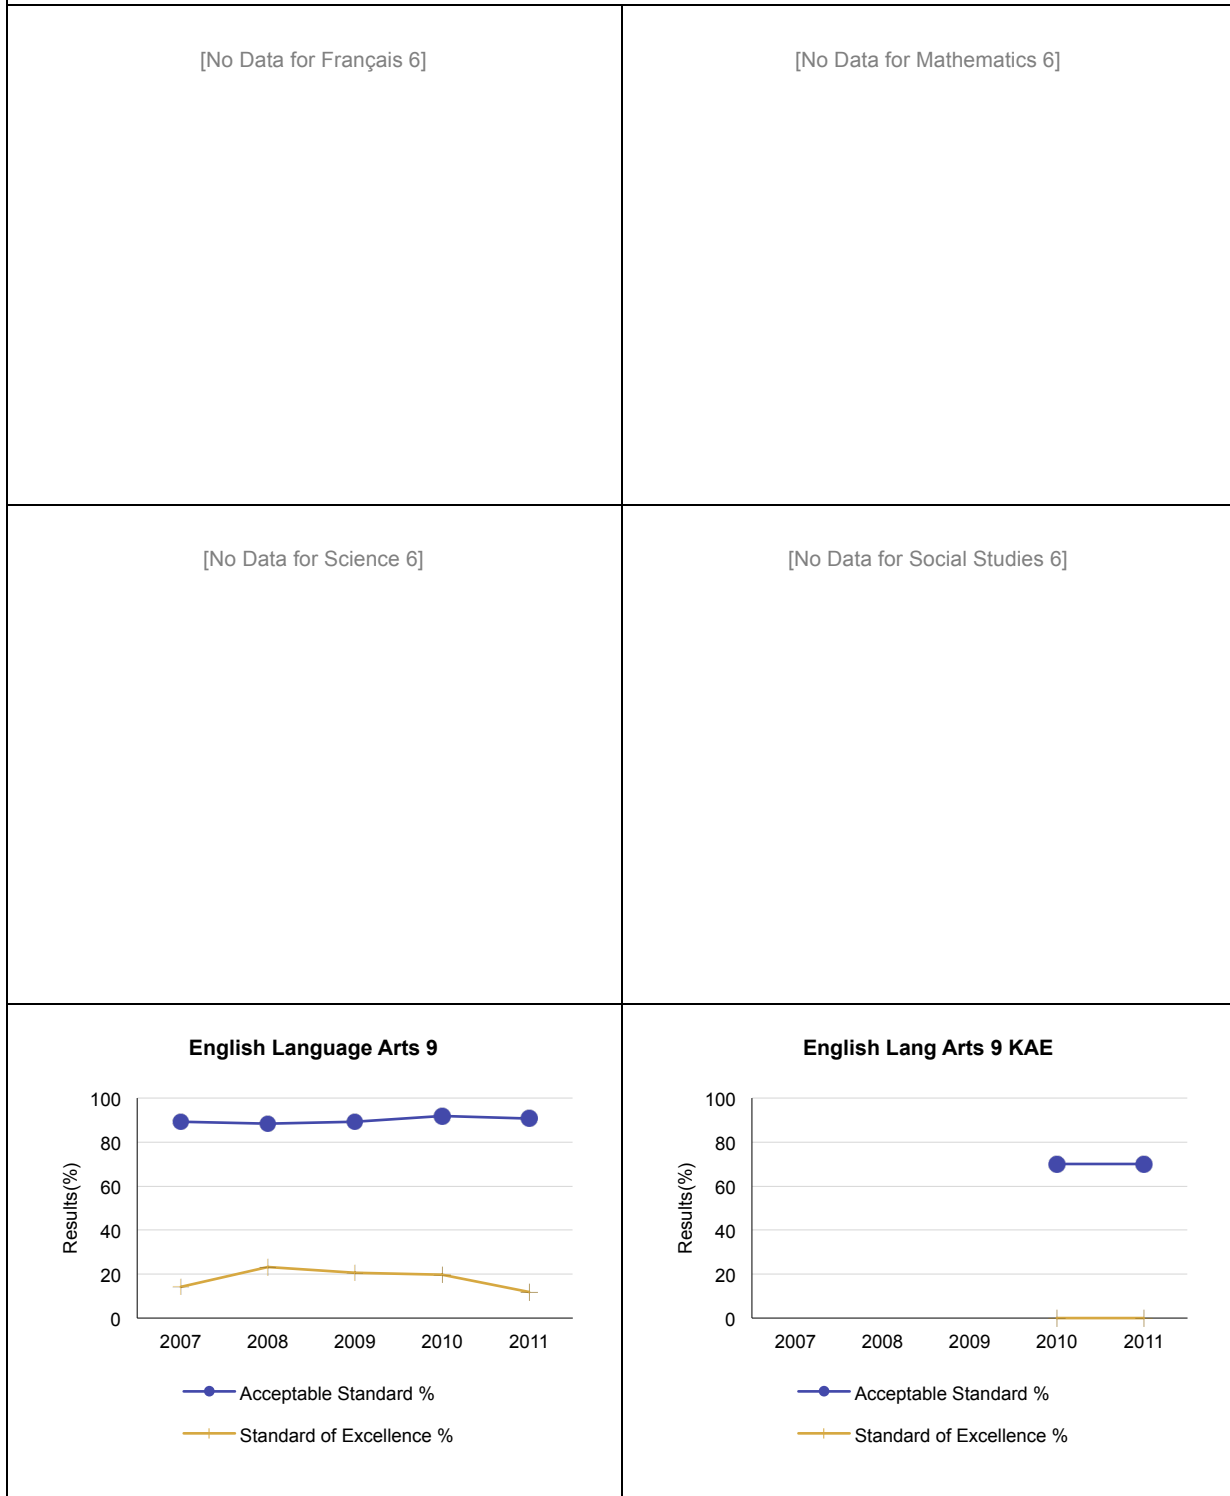 [No Data for Français 6]
[No Data for Mathematics 6]
[No Data for Science 6]
[No Data for Social Studies 6]
English Language Arts 9
Results(%)
100
80
60
40
20
0
2007 2008 2009 2010 2011
Acceptable Standard %
Standard of Excellence %
English Lang Arts 9 KAE
Results(%)
100
80
60
40
20
0
2007 2008 2009 2010 2011
Acceptable Standard %
Standard of Excellence %